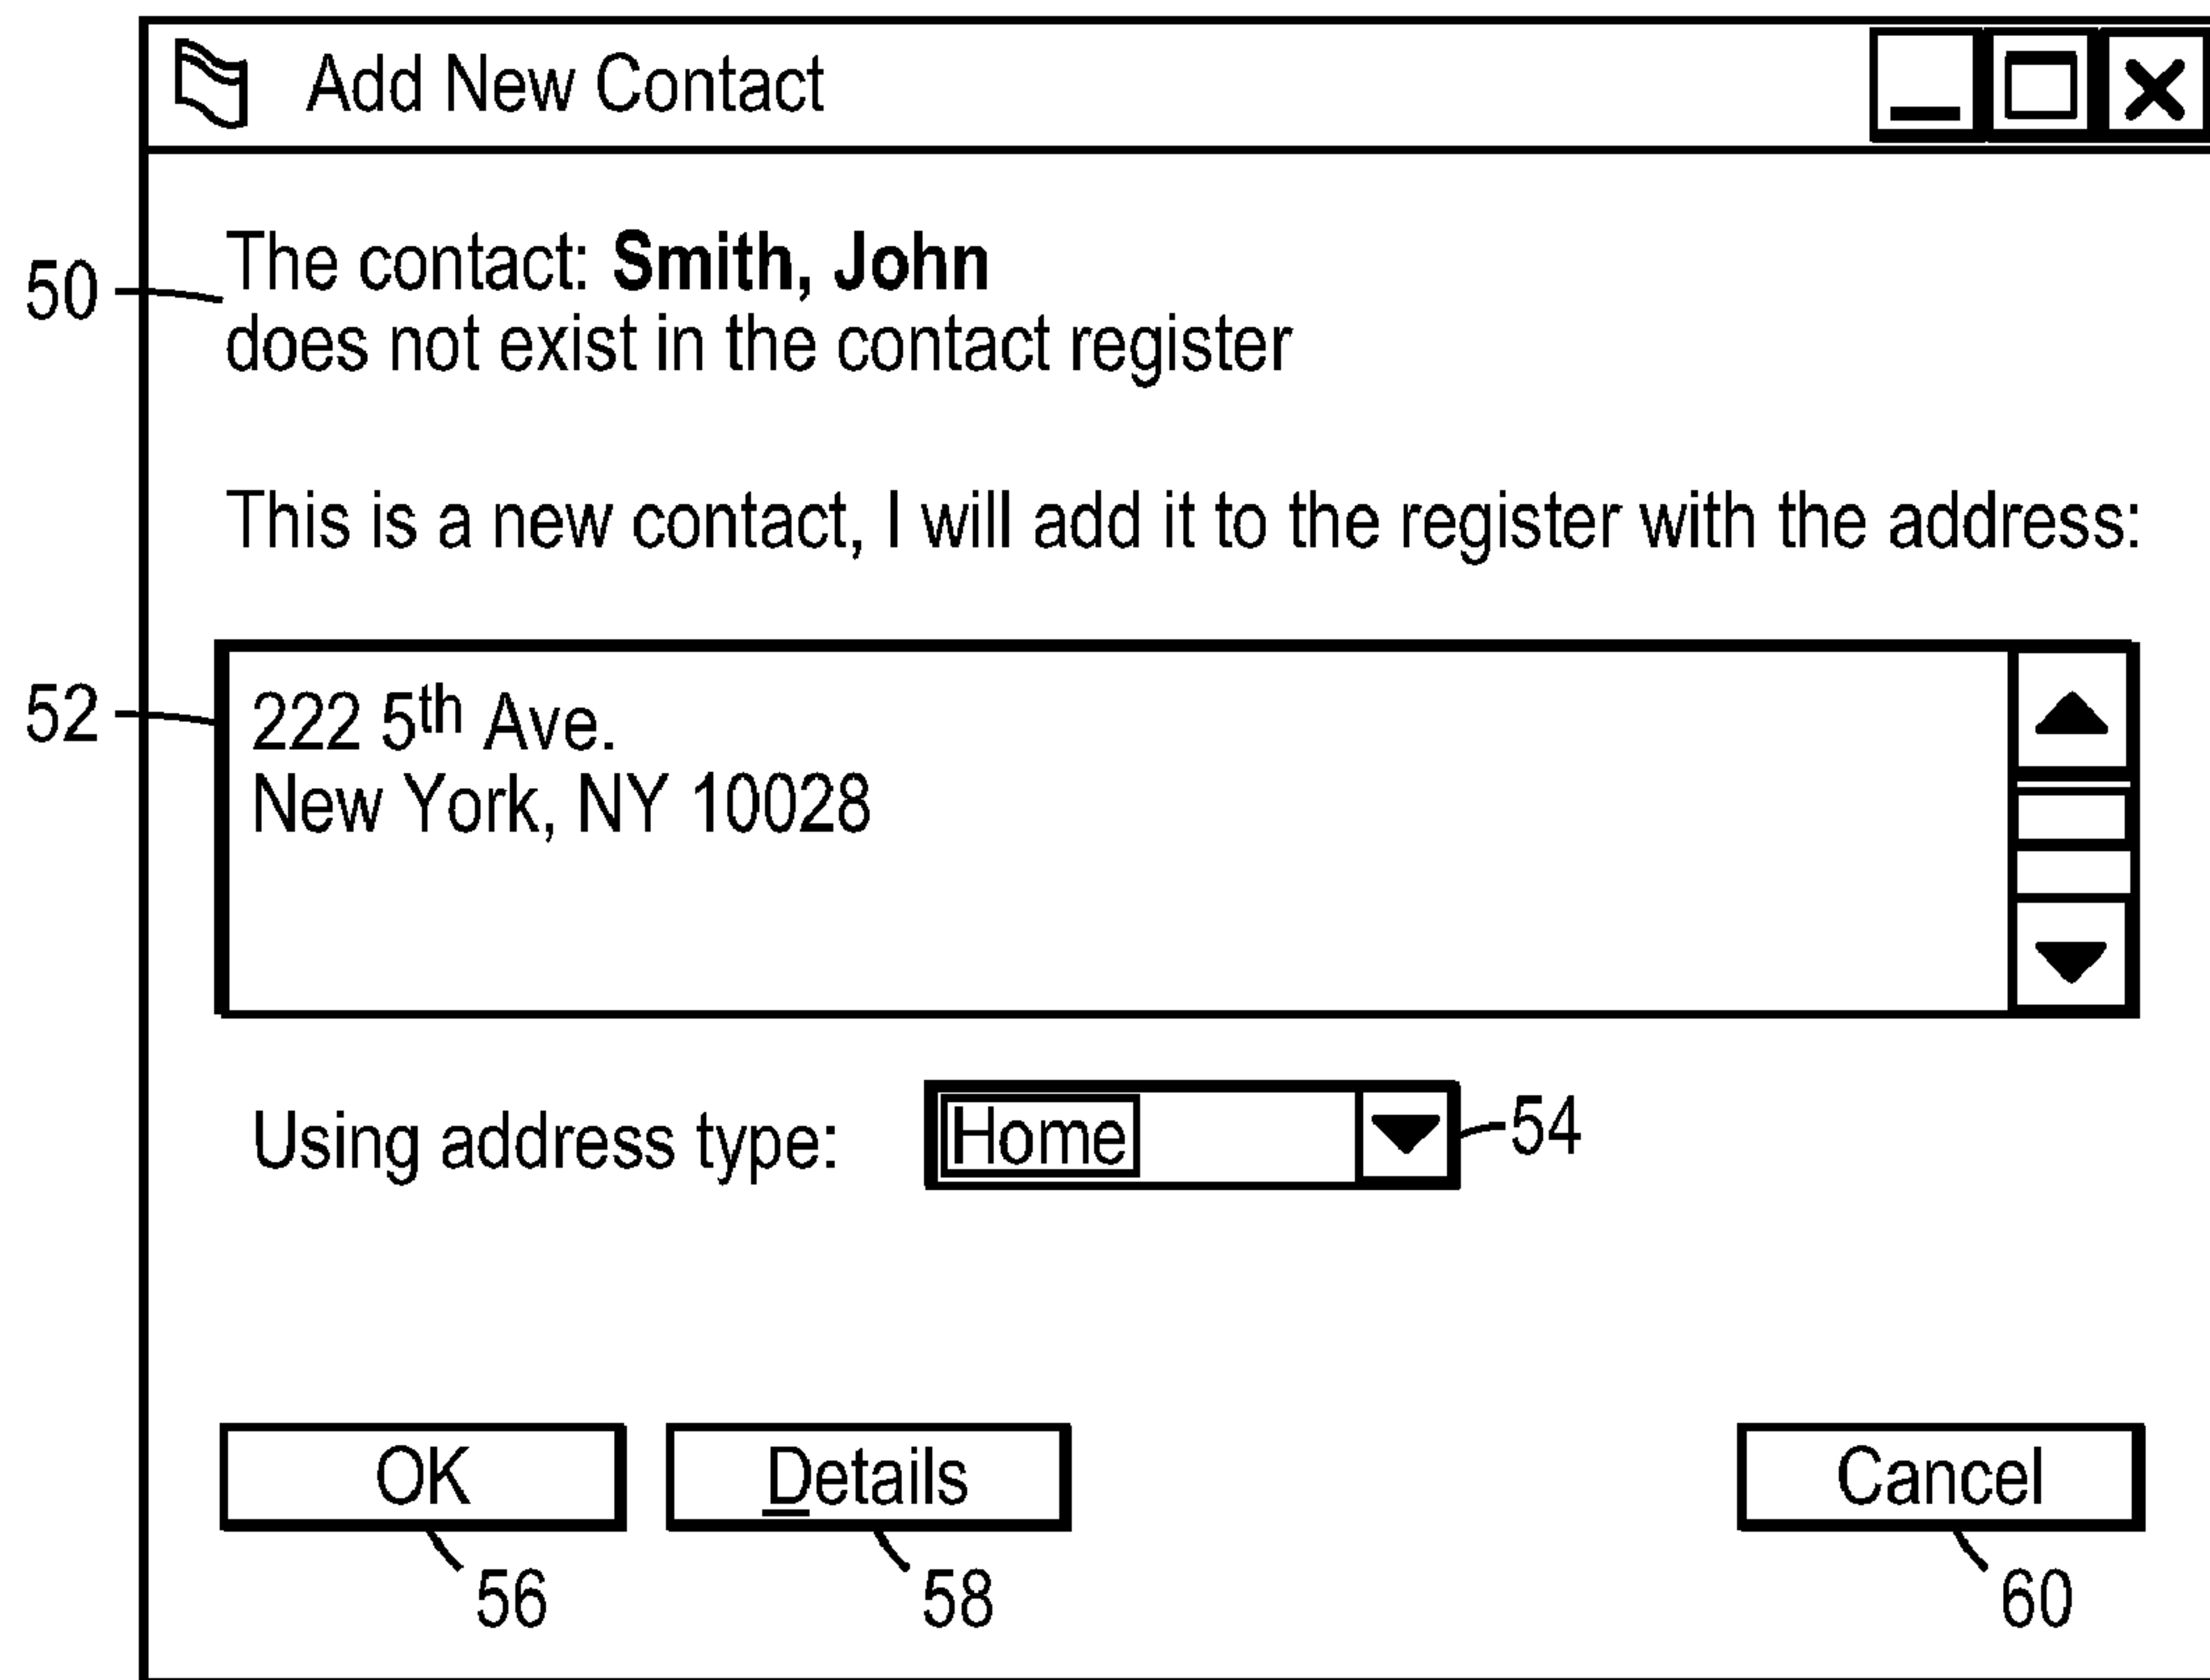 Add New Contact
50
The contact: Smith, John
does not exist in the contact register
This is a new contact, I will add it to the register with the address:
52
222 5th Ave.
New York, NY 10028
Using address type: Home 54
OK Details Cancel
56 58 60